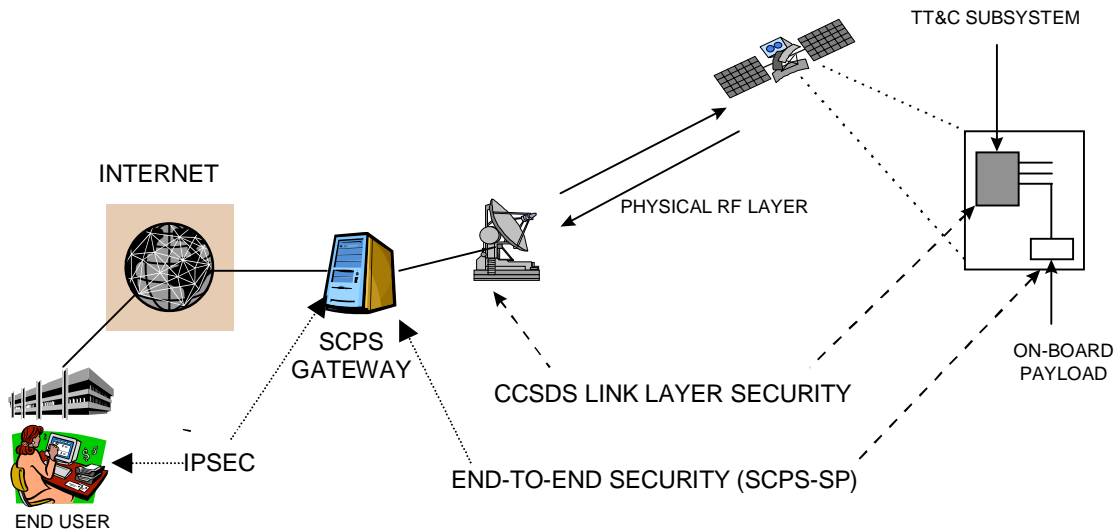 TT&C SUBSYSTEM
INTERNET
PHYSICAL RF LAYER
SCPS
GATEWAY
ON-BOARD
PAYLOAD
CCSDS LINK LAYER SECURITY
IPSEC
END-TO-END SECURITY (SCPS-SP)
END USER